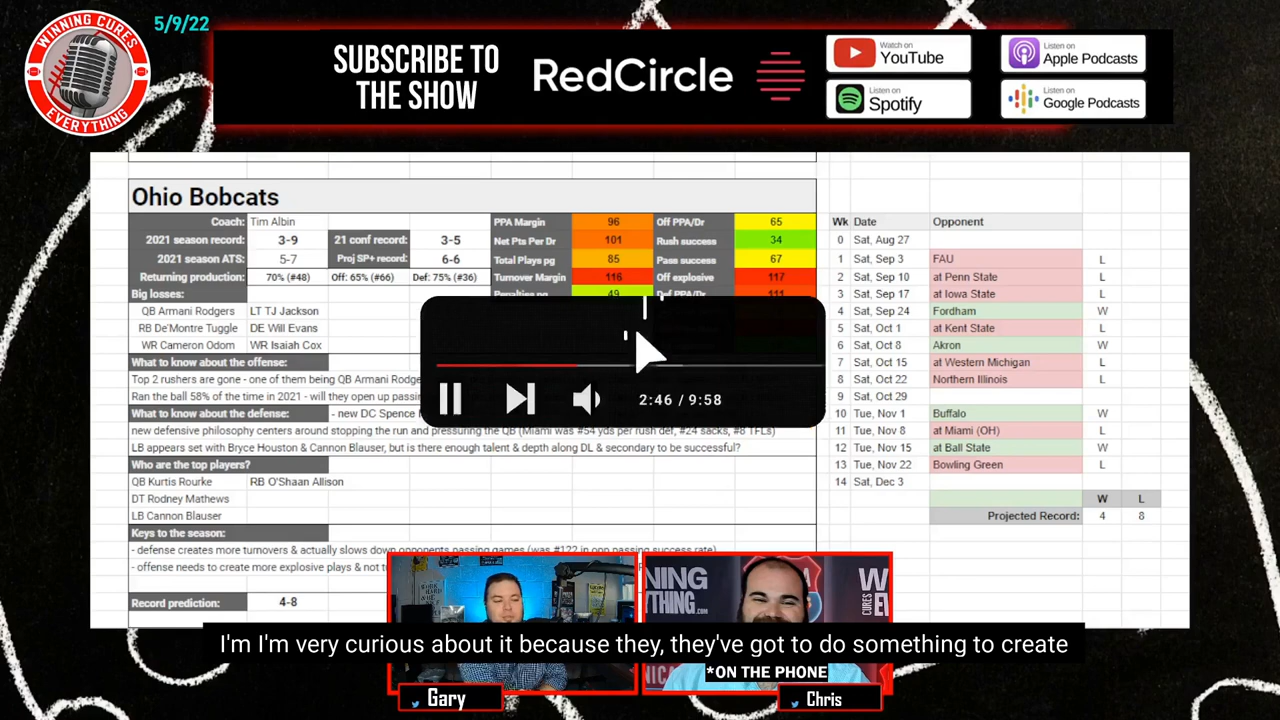 WINNING CURES
EVERYTHING
5/9/22
SUBSCRIBE TO
THE SHOW
RedCircle
Watch on
YouTube
Listen on
Apple Podcasts
Listen on
Spotify
Listen on
Google Podcasts
Ohio Bobcats
Coach: Tim Albin PPA Margin 96 Off PPA/Dr 65
2021 season record: 3-9 21 conf record: 3-5 Net Pts Per Dr 101 Rush success 34
2021 season ATS: 5-7 Proj SP+ record: 6-6 Total Plays pg 85 Pass success 67
Returning production: 70% (#48) Off: 65% (#66) Def: 75% (#36) Turnover Margin 116 Off explosive 117
Big losses: Penalties pg 49 Def PPA/Dr 111
QB Armani Rodgers LT TJ Jackson
RB De'Montre Tuggle DE Will Evans
WR Cameron Odom WR Isaiah Cox
What to know about the offense:
Top 2 rushers are gone - one of them being QB Armani Rodge
Ran the ball 58% of the time in 2021 - will they open up passing
What to know about the defense: - new DC Spence
new defensive philosophy centers around stopping the run and pressuring the QB (Miami was #54 yds per rush def, #24 sacks, #8 TFLs)
LB appears set with Bryce Houston & Cannon Blauser, but is there enough talent & depth along DL & secondary to be successful?
Who are the top players?
QB Kurtis Rourke RB O'Shaan Allison
DT Rodney Mathews
LB Cannon Blauser
Keys to the season:
- defense creates more turnovers & actually slows down opponents passing games (was #122 in opp passing success rate)
- offense needs to create more explosive plays & not
Record prediction: 4-8
Wk Date Opponent
0 Sat, Aug 27
1 Sat, Sep 3 FAU L
2 Sat, Sep 10 at Penn State L
3 Sat, Sep 17 at Iowa State L
4 Sat, Sep 24 Fordham W
5 Sat, Oct 1 at Kent State L
6 Sat, Oct 8 Akron W
7 Sat, Oct 15 at Western Michigan L
8 Sat, Oct 22 Northern Illinois L
9 Sat, Oct 29
10 Tue, Nov 1 Buffalo W
11 Tue, Nov 8 at Miami (OH) L
12 Tue, Nov 15 at Ball State W
13 Tue, Nov 22 Bowling Green L
14 Sat, Dec 3
W L
Projected Record: 4 8
2:46 / 9:58
I'm I'm very curious about it because they, they've got to do something to create
*ON THE PHONE
Gary
Chris